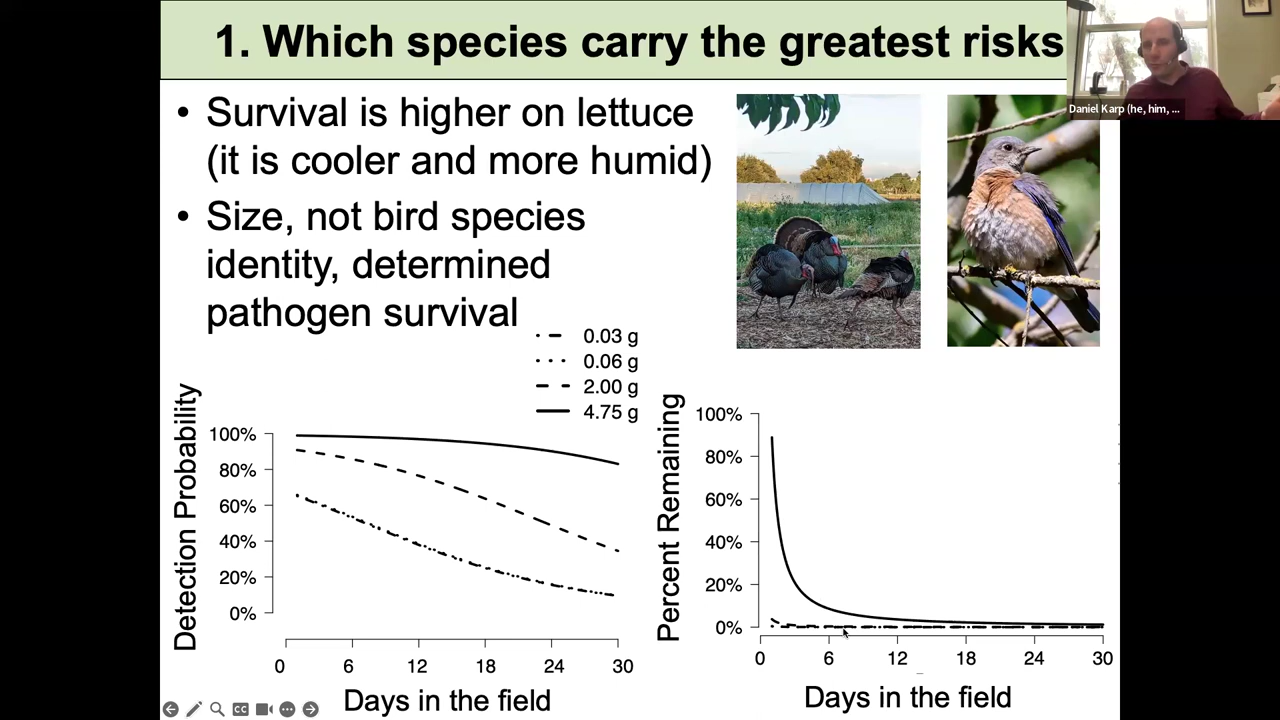 1. Which species carry the greatest risks
Daniel Karp (he, him, ...
• Survival is higher on lettuce
(it is cooler and more humid)
• Size, not bird species
identity, determined
pathogen survival
0.03 g
0.06 g
2.00 g
4.75 g
Detection Probability
100%
80%
60%
40%
20%
0%
0 6 12 18 24 30
Days in the field
Percent Remaining
100%
80%
60%
40%
20%
0%
0 6 12 18 24 30
Days in the field
CC